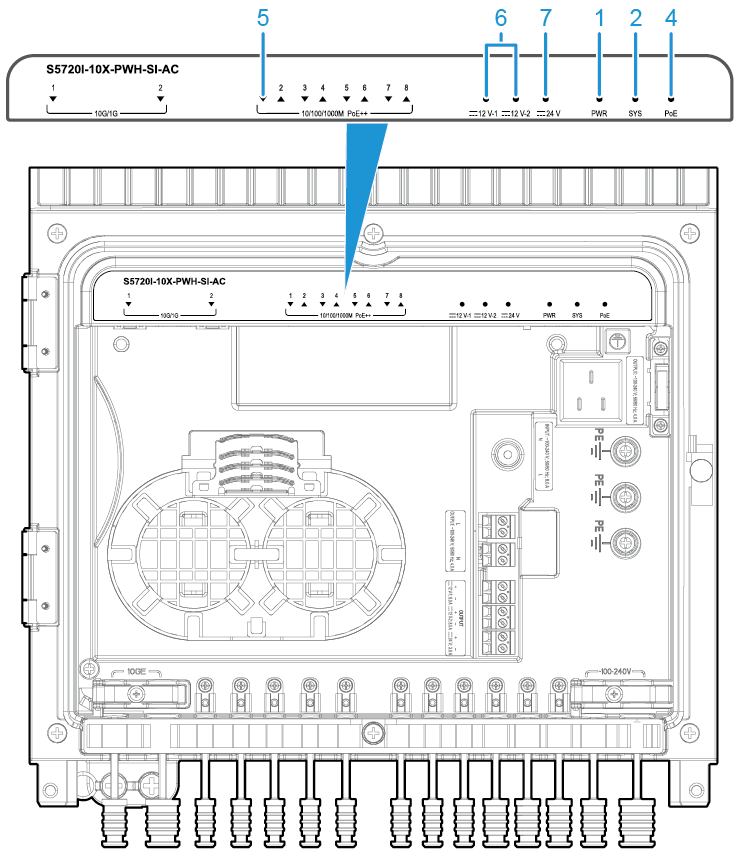 5 6 7 1 2 4
S5720I-10X-PWH-SI-AC
1 2 1 2 3 4 5 6 7 8
10G/1G 10/100/1000M PoE++ 12 V-1 12 V-2 24 V PWR SYS PoE
S5720I-10X-PWH-SI-AC
1 2 1 2 3 4 5 6 7 8
10G/1G 10/100/1000M PoE++ 12 V-1 12 V-2 24 V PWR SYS PoE
PE
N
L
PE
L
PE
N
+
-
OUTPUT
+
-
+
-
10GE 100-240V